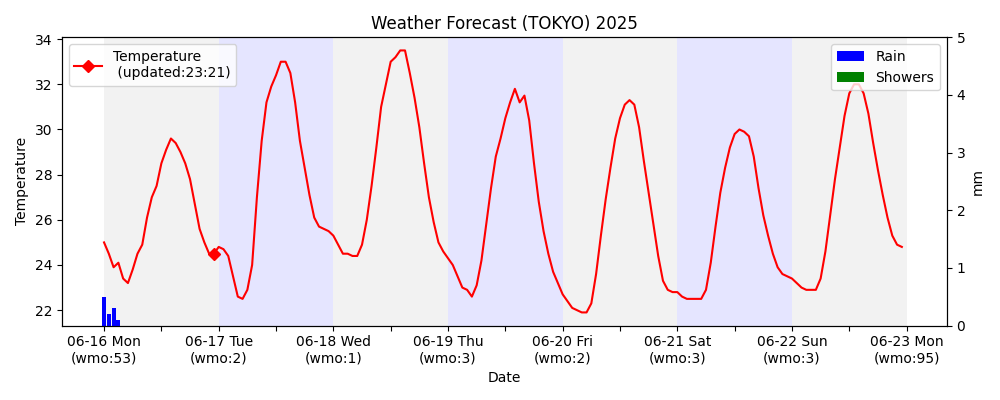 Weather Forecast (TOKYO) 2025
Temperature
(updated:23:21)
Rain
Showers
Temperature
34
32
30
28
26
24
22
5
4
3
2
1
0
mm
06-16 Mon
(wmo:53)
06-17 Tue
(wmo:2)
06-18 Wed
(wmo:1)
06-19 Thu
(wmo:3)
06-20 Fri
(wmo:2)
06-21 Sat
(wmo:3)
06-22 Sun
(wmo:3)
06-23 Mon
(wmo:95)
Date